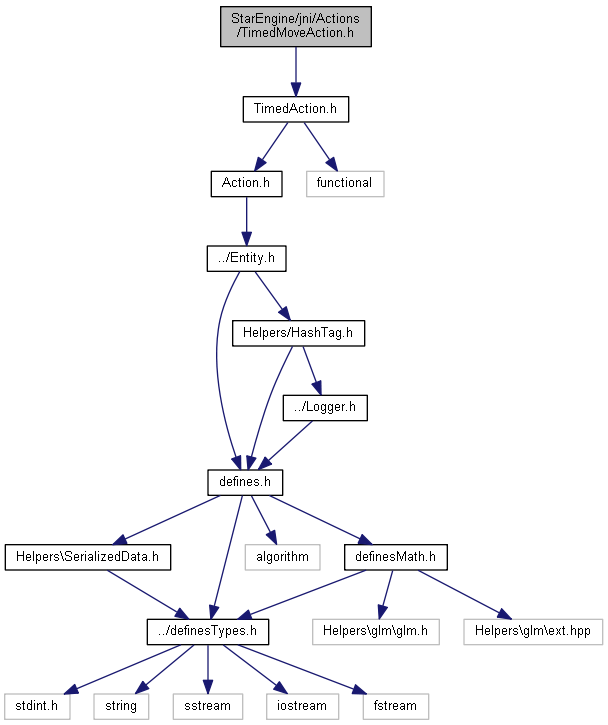 StarEngine/jni/Actions
/TimedMoveAction.h
TimedAction.h
Action.h
functional
../Entity.h
Helpers/HashTag.h
../Logger.h
defines.h
Helpers\SerializedData.h
algorithm
definesMath.h
../definesTypes.h
Helpers\glm\glm.h
Helpers\glm\ext.hpp
stdint.h
string
sstream
iostream
fstream